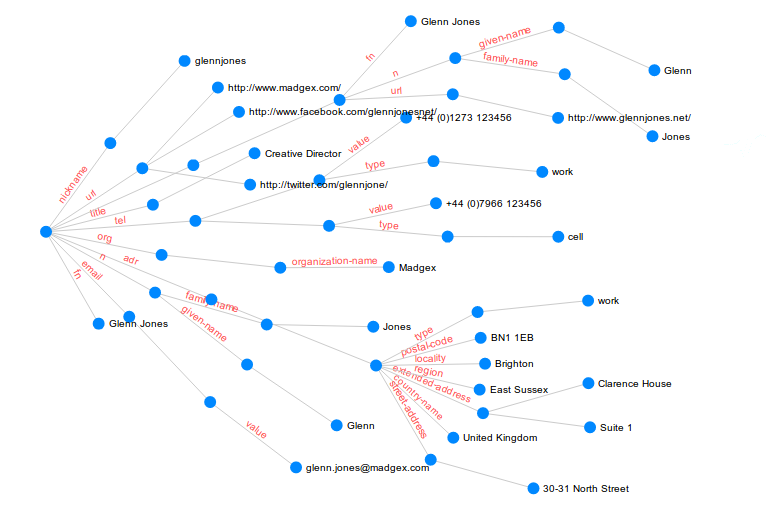 Glenn Jones
given-name
fn
family-name
glennjones
n
Glenn
http://www.madgex.com/
url
http://www.facebook.com/glennjonesnet/
+44 (0)1273 123456
http://www.glennjones.net/
Jones
value
Creative Director
type
work
nickname
http://twitter.com/glennjone/
url
title
tel
value
+44 (0)7966 123456
type
cell
org
n
adr
organization-name
Madgex
email
fn
family-name
work
given-name
Glenn Jones
Jones
type
BN1 1EB
postal-code
locality
Brighton
region
extended-address
East Sussex
Clarence House
country-name
street-address
Glenn
United Kingdom
Suite 1
value
glenn.jones@madgex.com
30-31 North Street